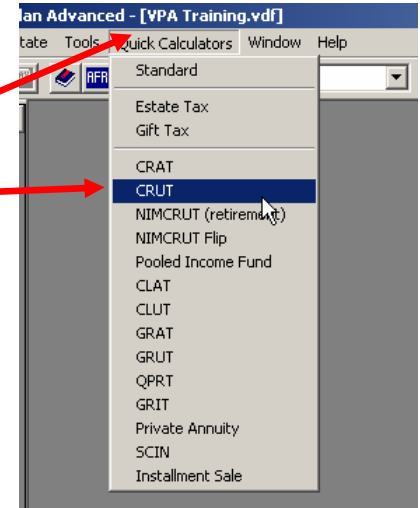 lan Advanced - [VPA Training.vdf]
tate Tools Quick Calculators Window Help
AFR
Standard
Estate Tax
Gift Tax
CRAT
CRUT
NIMCRUT (retirement)
NIMCRUT Flip
Pooled Income Fund
CLAT
CLUT
GRAT
GRUT
QPRT
GRIT
Private Annuity
SCIN
Installment Sale